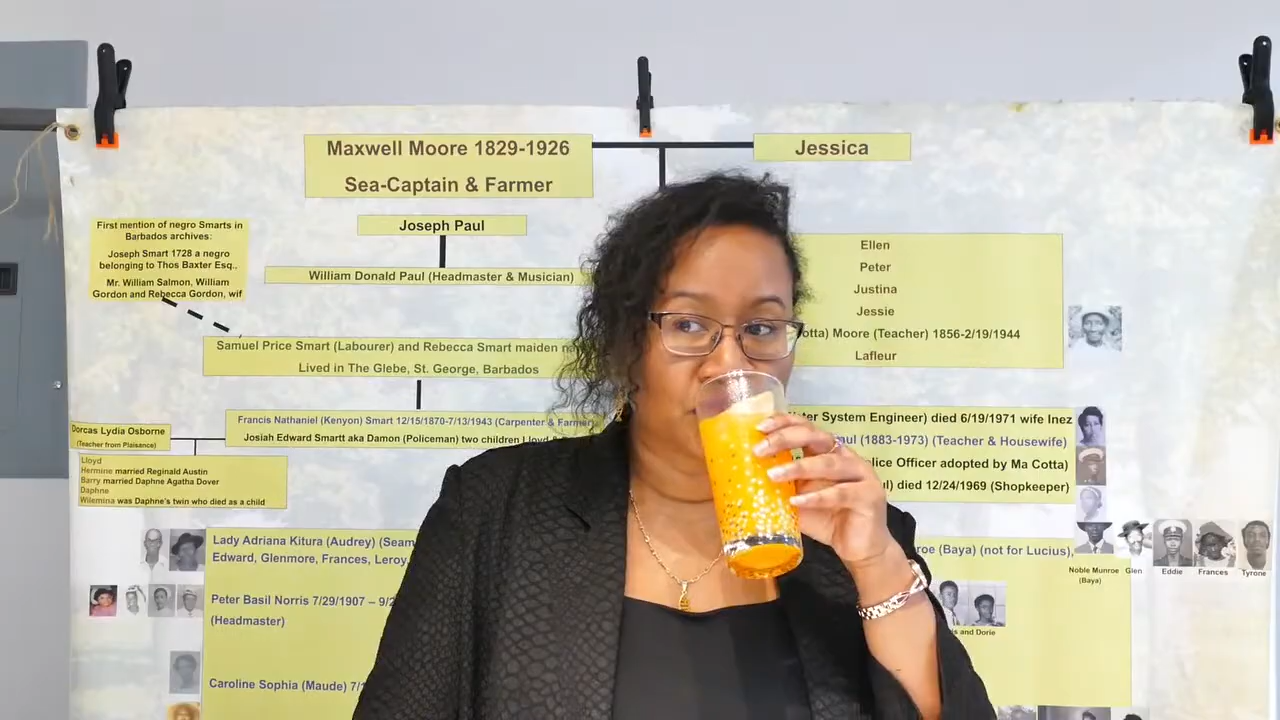 Maxwell Moore 1829-1926
Sea-Captain & Farmer
Jessica
Joseph Paul
William Donald Paul (Headmaster & Musician)
First mention of negro Smarts in
Barbados archives:
Joseph Smart 1728 a negro
belonging to Thos Baxter Esq..
Mr. William Salmon, William
Gordon and Rebecca Gordon, wif
Ellen
Peter
Justina
Jessie
Moore (Teacher) 1856-2/19/1944
Lafleur
Samuel Price Smart (Labourer) and Rebecca Smart maiden
Lived in The Glebe, St. George, Barbados
Francis Nathaniel (Kenyon) Smart 12/15/1870-7/13/1943 (Carpenter & Farmer)
Josiah Edward Smartt aka Damon (Policeman) two children Lloyd &
Dorcas Lydia Osborne
(Teacher from Plaisance)
Lloyd
Hermine married Reginald Austin
Barry married Daphne Agatha Dover
Daphne
Wilemina was Daphne's twin who died as a child
System Engineer) died 6/19/1971 wife Inez
(1883-1973) (Teacher & Housewife)
Officer adopted by Ma Cotta)
died 12/24/1969 (Shopkeeper)
Lady Adriana Kitura (Audrey)
Edward, Glenmore, Frances, Leroy,
(Baya) (not for Lucius),
Peter Basil Norris 7/29/1907 –
(Headmaster)
Caroline Sophia (Maude)
Noble Munroe
(Baya)
Glen
Eddie
Frances
Tyrone
and Dorie